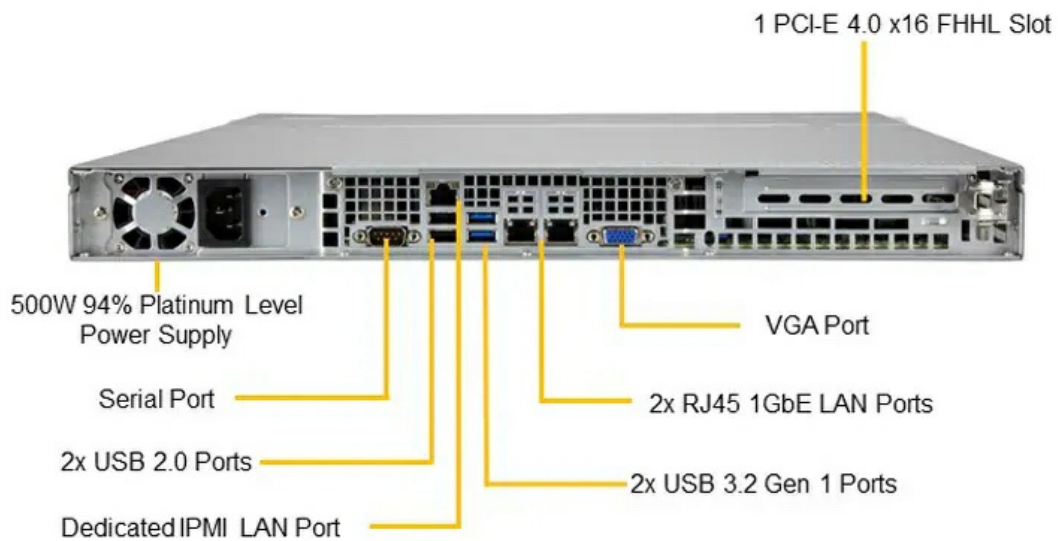 1 PCI-E 4.0 x16 FHHL Slot
500W 94% Platinum Level
Power Supply
VGA Port
Serial Port
2x RJ45 1GbE LAN Ports
2x USB 2.0 Ports
2x USB 3.2 Gen 1 Ports
Dedicated IPMI LAN Port